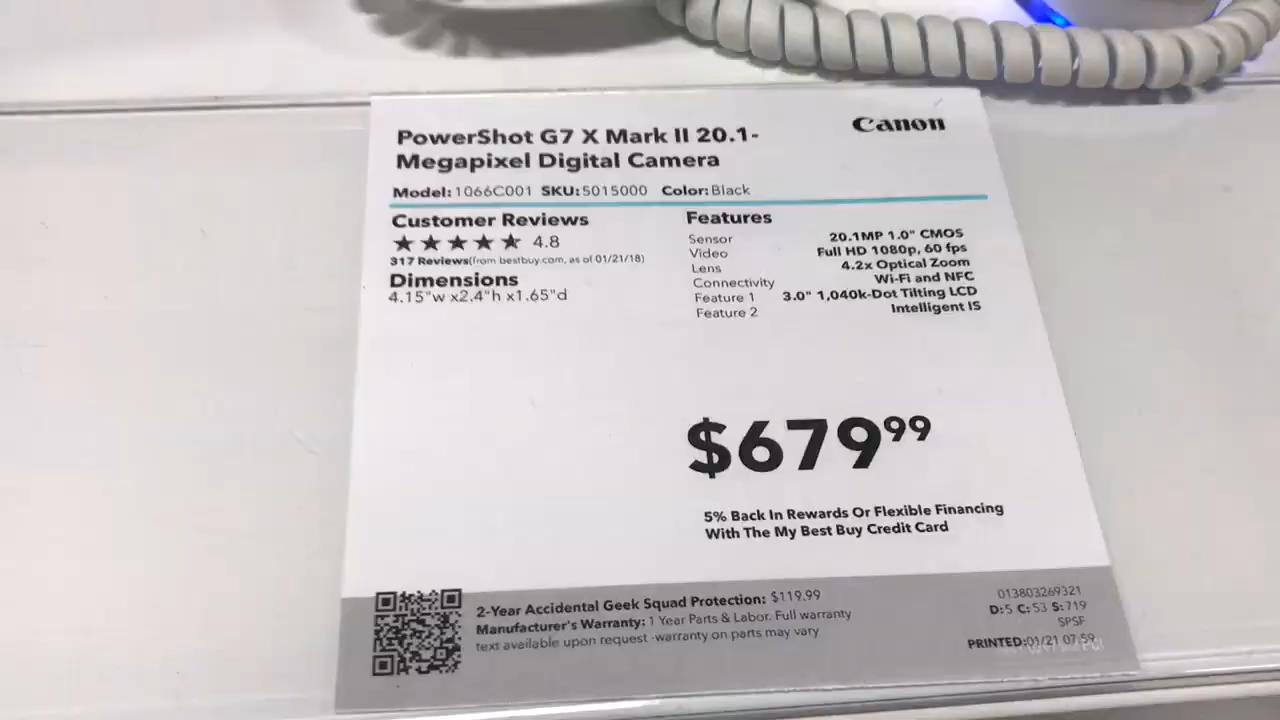 PowerShot G7 X Mark II 20.1-
Megapixel Digital Camera
Canon
Model: 1066C001 SKU: 5015000 Color: Black
Customer Reviews
4.8
317 Reviews(from bestbuy.com, as of 01/21/18)
Dimensions
4.15"w x2.4"h x1.65"d
Features
Sensor 20.1MP 1.0" CMOS
Video Full HD 1080p, 60 fps
Lens 4.2x Optical Zoom
Connectivity Wi-Fi and NFC
Feature 1 3.0" 1,040k-Dot Tilting LCD
Feature 2 Intelligent IS
$679 99
5% Back In Rewards Or Flexible Financing
With The My Best Buy Credit Card
2-Year Accidental Geek Squad Protection: $119.99
Manufacturer's Warranty: 1 Year Parts & Labor. Full warranty
text available upon request -warranty on parts may vary
013803269321
D:5 C:53 S:719
SPSF
PRINTED:01/21 07:59